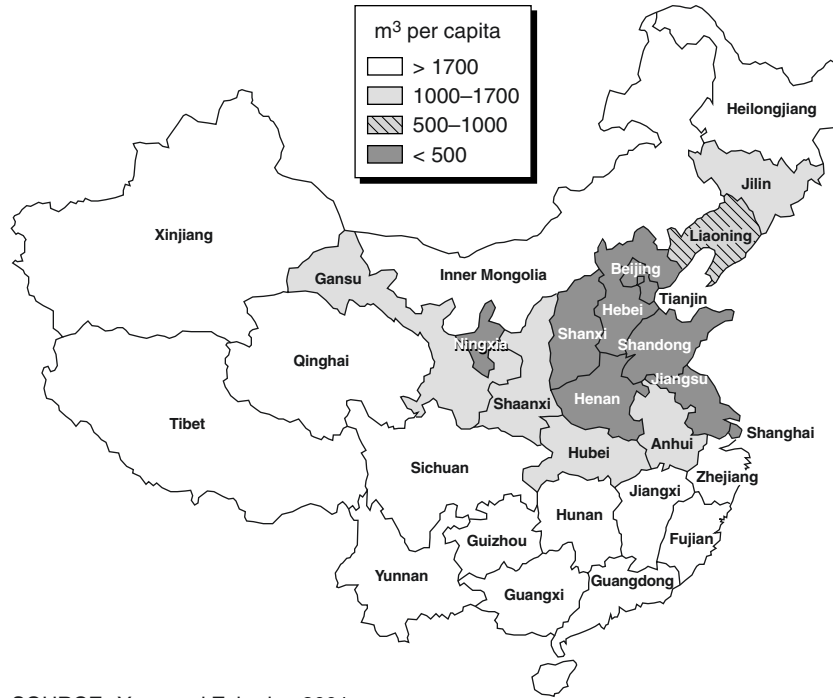 m³ per capita
> 1700
1000–1700
500–1000
< 500
Heilongjiang
Jilin
Liaoning
Xinjiang
Gansu
Inner Mongolia
Beijing
Tianjin
Hebei
Shanxi
Ningxia
Shandong
Qinghai
Jiangsu
Henan
Shaanxi
Tibet
Shanghai
Anhui
Hubei
Sichuan
Zhejiang
Jiangxi
Hunan
Guizhou
Fujian
Yunnan
Guangdong
Guangxi